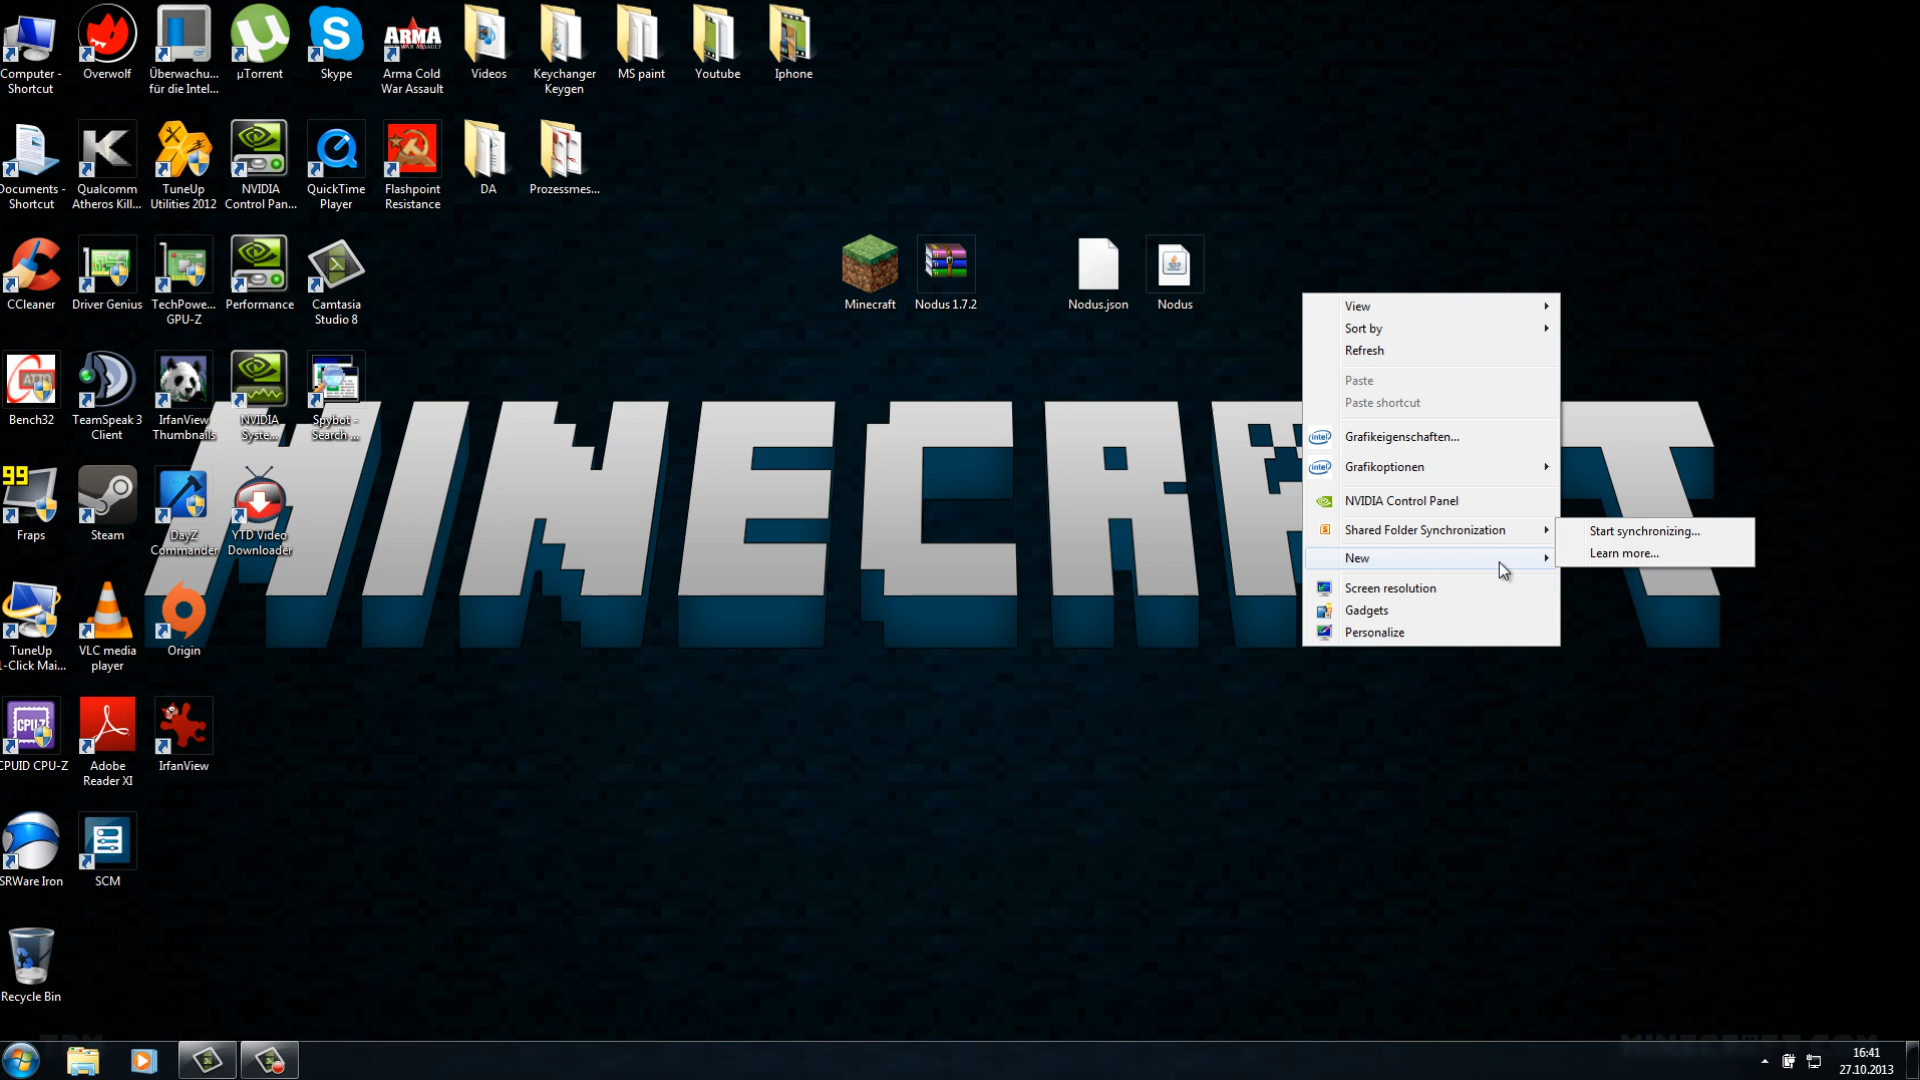 Computer -
Shortcut
Overwolf
Überwachu...
für die Intel...
µTorrent
Skype
ARMA
Arma Cold
War Assault
Videos
Keychanger
Keygen
MS paint
Youtube
Iphone
Documents -
Shortcut
Qualcomm
Atheros Kill...
TuneUp
Utilities 2012
NVIDIA
Control Pan...
QuickTime
Player
Flashpoint
Resistance
DA
Prozessmes...
CCleaner
Driver Genius
TechPowe...
GPU-Z
Performance
Camtasia
Studio 8
Minecraft
Nodus 1.7.2
Nodus.json
Nodus
Bench32
TeamSpeak 3
Client
IrfanView
Thumbnails
NVIDIA
Syste...
Spybot -
Search ...
MINECRAFT
99
Fraps
Steam
DayZ
Commander
YTD Video
Downloader
TuneUp
1-Click Mai...
VLC media
player
Origin
CPU-Z
CPUID CPU-Z
Adobe
Reader XI
IrfanView
SRWare Iron
SCM
Recycle Bin
View
Sort by
Refresh
Paste
Paste shortcut
intel
Grafikeigenschaften...
intel
Grafikoptionen
NVIDIA Control Panel
Shared Folder Synchronization
New
Screen resolution
Gadgets
Personalize
Start synchronizing...
Learn more...
16:41
27.10.2013